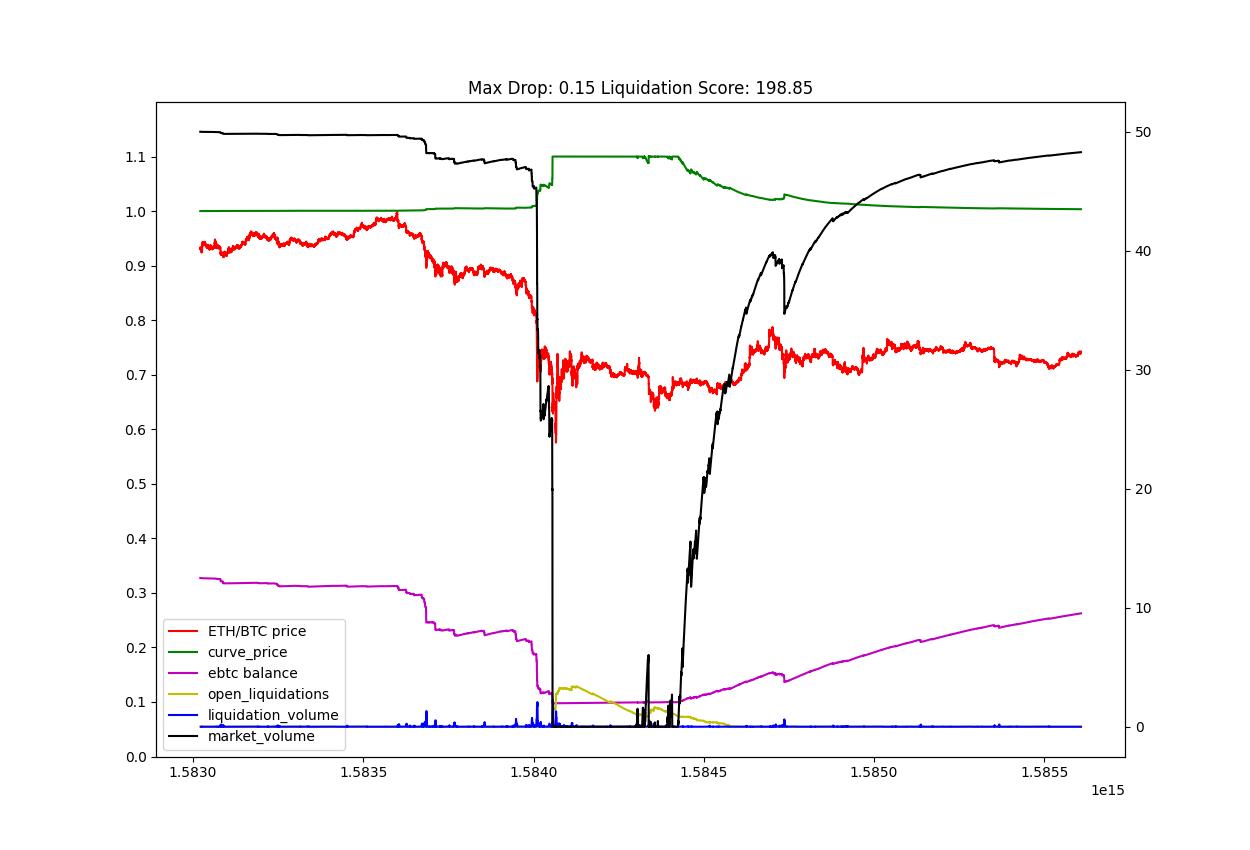 Max Drop: 0.15 Liquidation Score: 198.85
1.1
1.0
0.9
0.8
0.7
0.6
0.5
0.4
0.3
0.2
0.1
0.0
50
40
30
20
10
0
ETH/BTC price
curve_price
ebtc balance
open_liquidations
liquidation_volume
market_volume
1.5830 1.5835 1.5840 1.5845 1.5850 1.5855
1e15